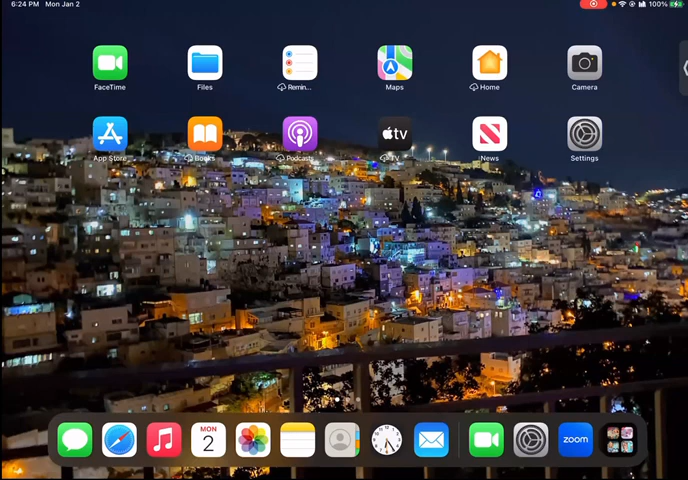 6:24 PM Mon Jan 2
100%
FaceTime
Files
Remin...
Maps
Home
Camera
App Store
Books
Podcasts
tv
TV
News
Settings
MON
2
zoom